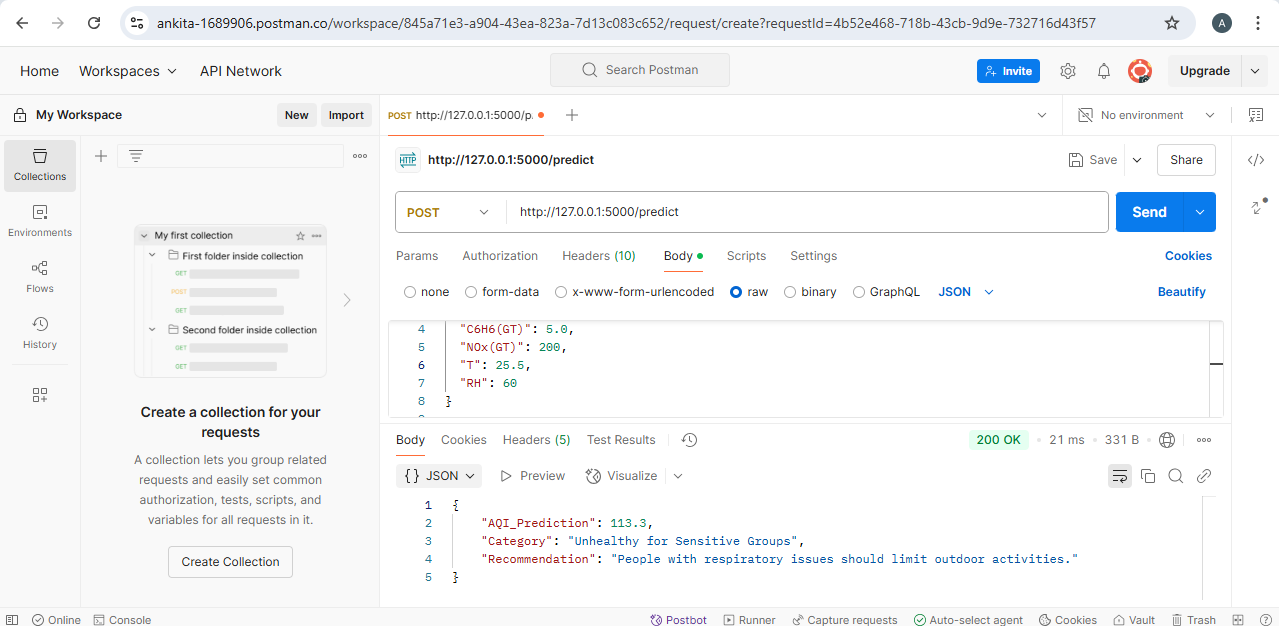 ankita-1689906.postman.co/workspace/845a71e3-a904-43ea-823a-7d13c083c652/request/create?requestId=4b52e468-718b-43cb-9d9e-732716d43f57
A
Home Workspaces API Network
Search Postman
Invite
Upgrade
My Workspace
New Import
POST http://127.0.0.1:5000/p.
No environment
Collections
Environments
Flows
History
My first collection
First folder inside collection
GET
POST
GET
Second folder inside collection
GET
GET
Create a collection for your
requests
A collection lets you group related
requests and easily set common
authorization, tests, scripts, and
variables for all requests in it.
Create Collection
HTTP http://127.0.0.1:5000/predict
Save
Share
POST http://127.0.0.1:5000/predict
Send
Params Authorization Headers (10) Body Scripts Settings
Cookies
none form-data x-www-form-urlencoded raw binary GraphQL JSON
Beautify
4 "C6H6(GT)": 5.0,
5 "NOx(GT)": 200,
6 "T": 25.5,
7 "RH": 60
8 }
Body Cookies Headers (5) Test Results
200 OK • 21 ms • 331 B •
{} JSON Preview Visualize
1 {
2 "AQI_Prediction": 113.3,
3 "Category": "Unhealthy for Sensitive Groups",
4 "Recommendation": "People with respiratory issues should limit outdoor activities."
5 }
Online Console
Postbot Runner Capture requests Auto-select agent Cookies Vault Trash